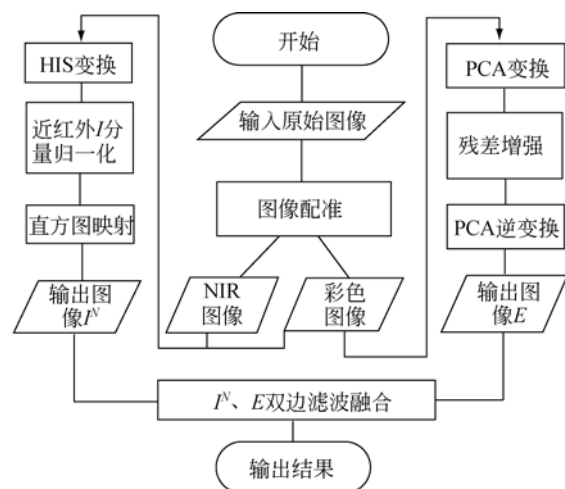 开始
HIS变换
PCA变换
输入原始图像
近红外I分
量归一化
残差增强
图像配准
直方图映射
PCA逆变换
输出图
像Iᴺ
NIR
图像
彩色
图像
输出图
像E
Iᴺ、E双边滤波融合
输出结果